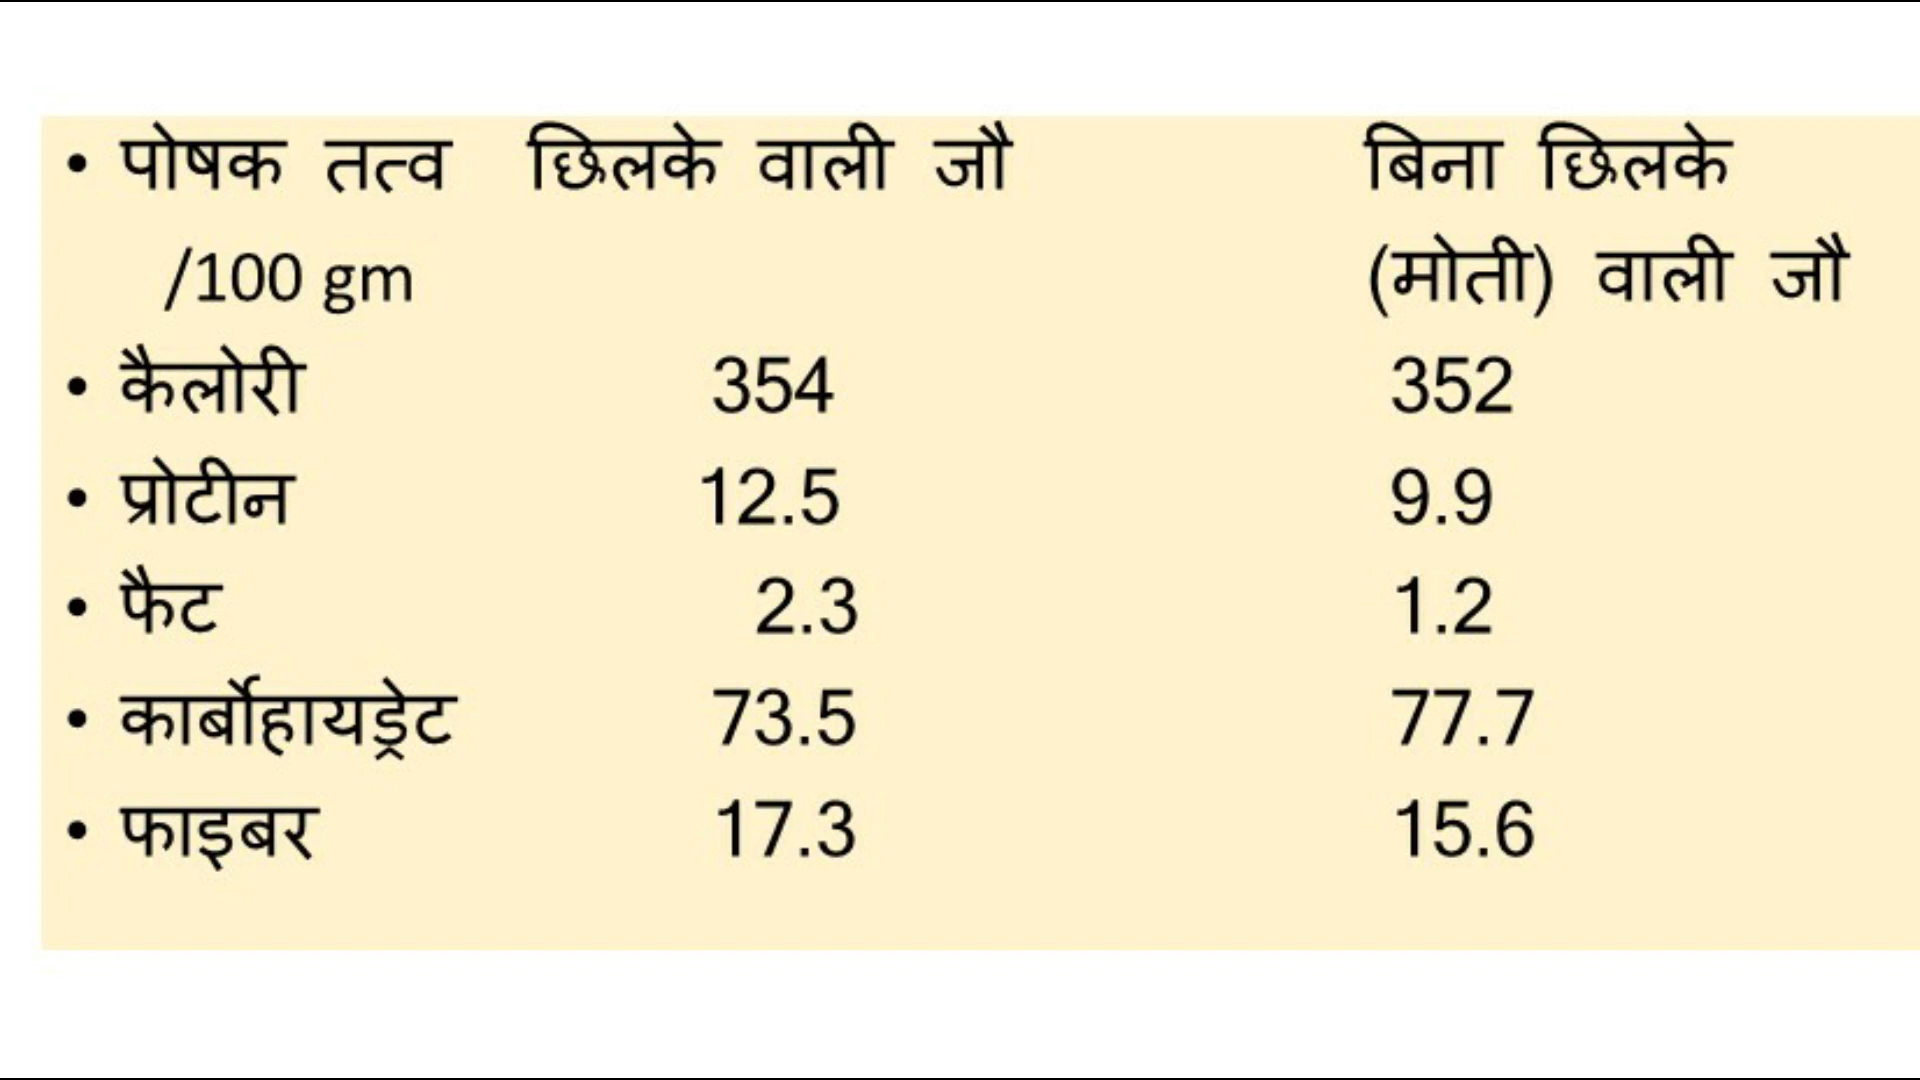 • पोषक तत्व छिलके वाली जौ बिना छिलके
/100 gm (मोती) वाली जौ
• कैलोरी 354 352
• प्रोटीन 12.5 9.9
• फैट 2.3 1.2
• कार्बोहायड्रेट 73.5 77.7
• फाइबर 17.3 15.6